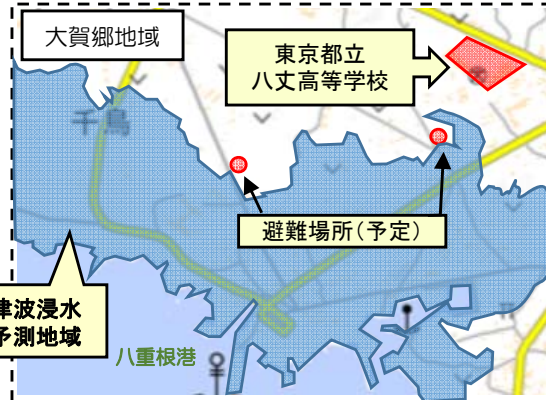 大賀郷地域
東京都立
八丈高等学校
千鳥
避難場所(予定)
津波浸水
予測地域
八重根港